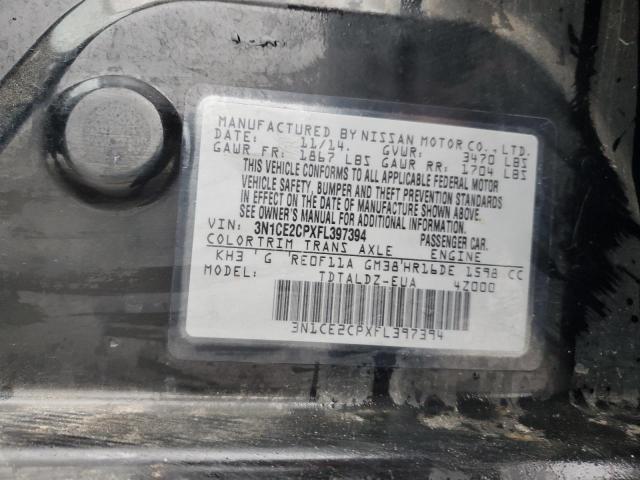 MANUFACTURED BY NISSAN MOTOR CO., LTD.
DATE: 11/14. GVWR: 3470 LBS
GAWR FR: 1867 LBS GAWR RR: 1704 LBS
THIS VEHICLE CONFORMS TO ALL APPLICABLE FEDERAL MOTOR
VEHICLE SAFETY, BUMPER AND THEFT PREVENTION STANDARDS
IN EFFECT ON THE DATE OF MANUFACTURE SHOWN ABOVE.
SEE OWNER'S MANUAL FOR ADDITIONAL INFORMATION.
VIN: 3N1CE2CPXFL397394 PASSENGER CAR.
COLORTRIM TRANS AXLE ENGINE
KH3 'G 'RE0F11A GM38'HR16DE 1598 CC
MODEL: TDTALDZ-EUA 4Z000
3N1CE2CPXFL397394